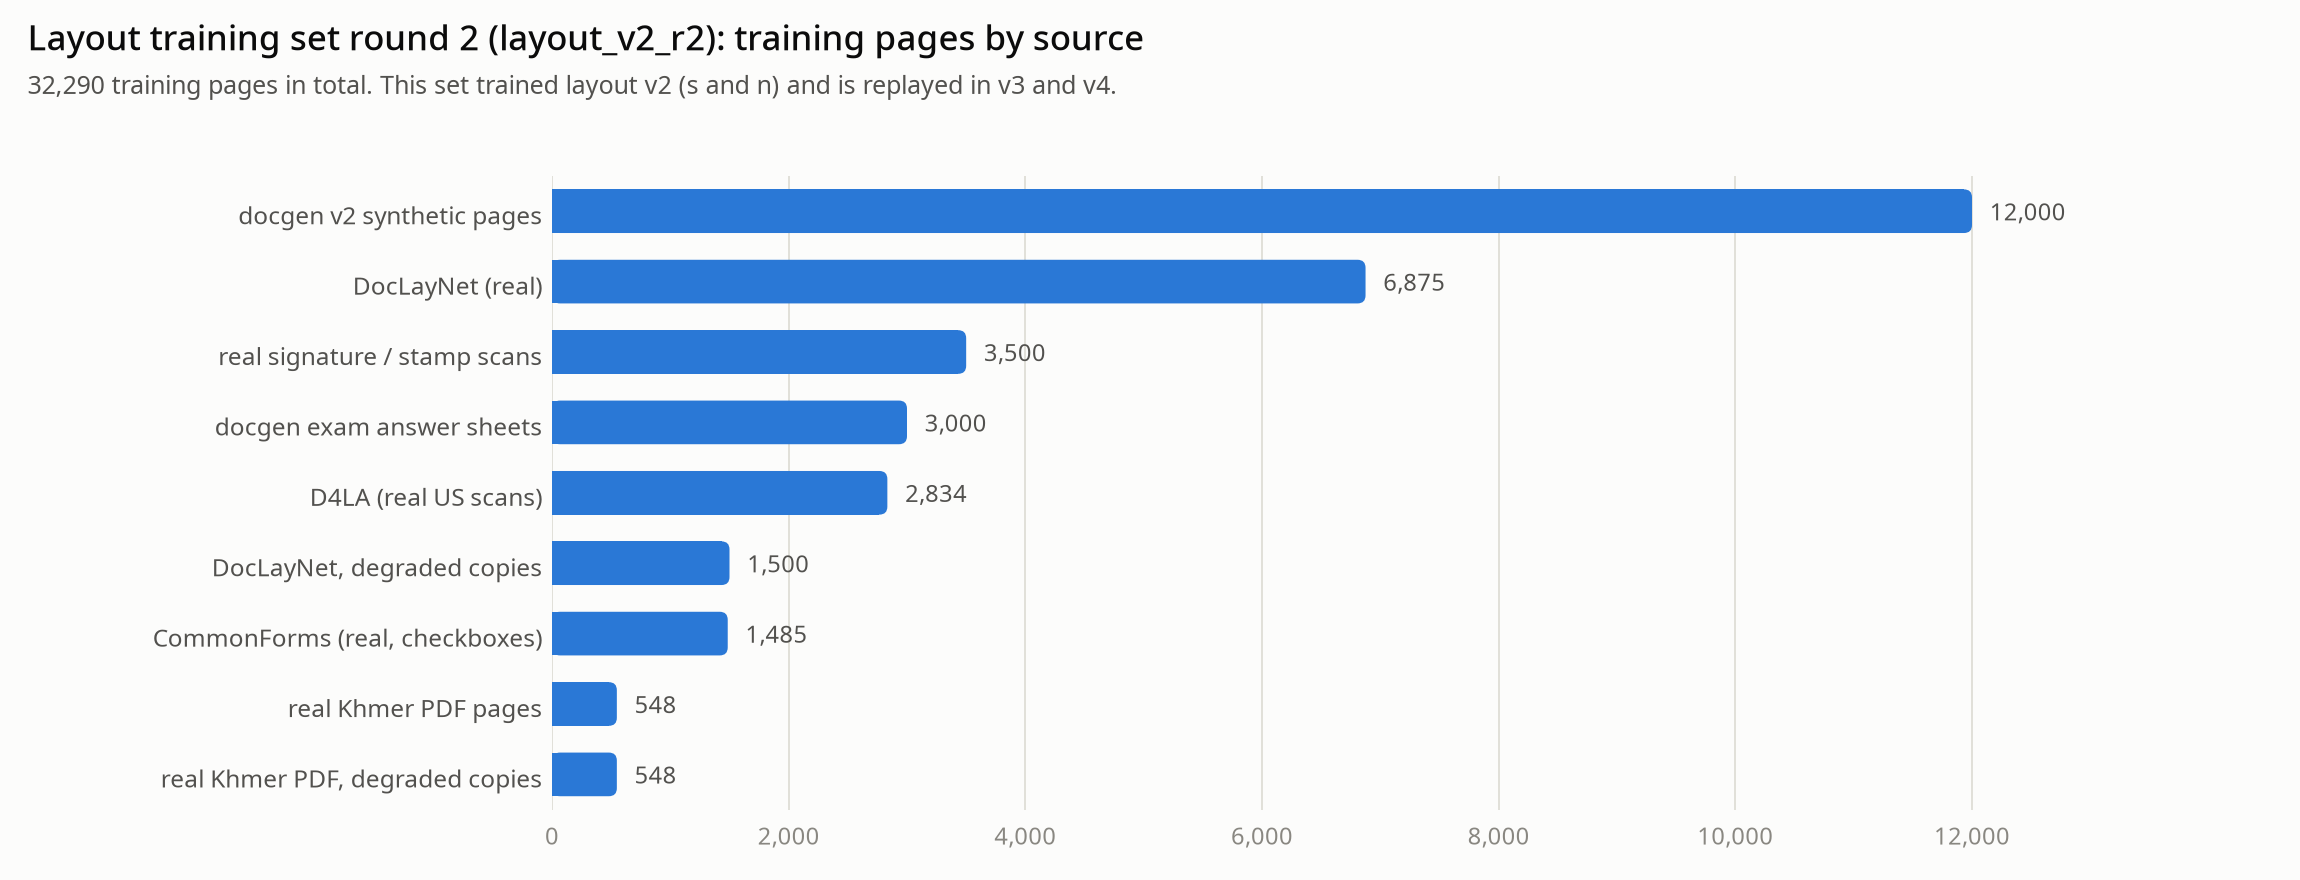 Layout training set round 2 (layout_v2_r2): training pages by source
32,290 training pages in total. This set trained layout v2 (s and n) and is replayed in v3 and v4.
docgen v2 synthetic pages 12,000
DocLayNet (real) 6,875
real signature / stamp scans 3,500
docgen exam answer sheets 3,000
D4LA (real US scans) 2,834
DocLayNet, degraded copies 1,500
CommonForms (real, checkboxes) 1,485
real Khmer PDF pages 548
real Khmer PDF, degraded copies 548
0 2,000 4,000 6,000 8,000 10,000 12,000